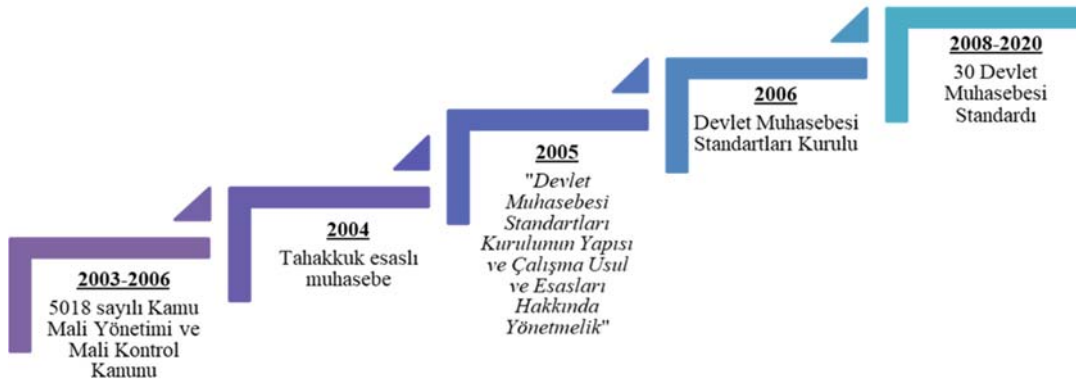 2003-2006
5018 sayılı Kamu
Mali Yönetimi ve
Mali Kontrol
Kanunu
2004
Tahakkuk esaslı
muhasebe
2005
"Devlet
Muhasebesi
Standartları
Kurulunun Yapısı
ve Çalışma Usul
ve Esasları
Hakkında
Yönetmelik"
2006
Devlet Muhasebesi
Standartları Kurulu
2008-2020
30 Devlet
Muhasebesi
Standardı